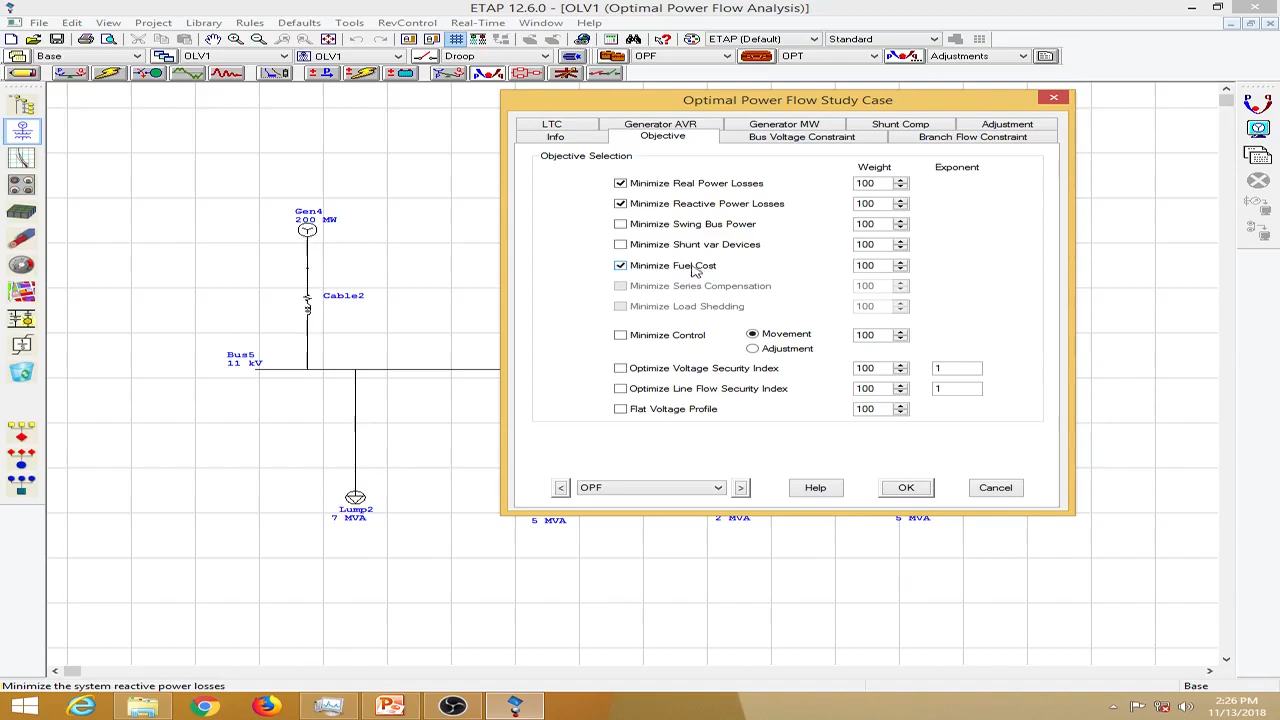 ETAP 12.6.0 - [OLV1 (Optimal Power Flow Analysis)]
File Edit View Project Library Rules Defaults Tools RevControl Real-Time Window Help
ETAP (Default) Standard
Base OLV1 OLV1 Droop OPF OPT Adjustments
Optimal Power Flow Study Case
LTC Generator AVR Generator MW Shunt Comp Adjustment
Info Objective Bus Voltage Constraint Branch Flow Constraint
Objective Selection
Weight Exponent
Minimize Real Power Losses 100
Minimize Reactive Power Losses 100
Minimize Swing Bus Power 100
Minimize Shunt var Devices 100
Minimize Fuel Cost 100
Minimize Series Compensation 100
Minimize Load Shedding 100
Minimize Control Movement 100
Adjustment
Optimize Voltage Security Index 100 1
Optimize Line Flow Security Index 100 1
Flat Voltage Profile 100
< OPF > Help OK Cancel
Gen4
200 MW
Cable2
Bus5
11 kV
Lump2
7 MVA
5 MVA
2 MVA
5 MVA
Minimize the system reactive power losses
Base
2:26 PM
11/13/2018